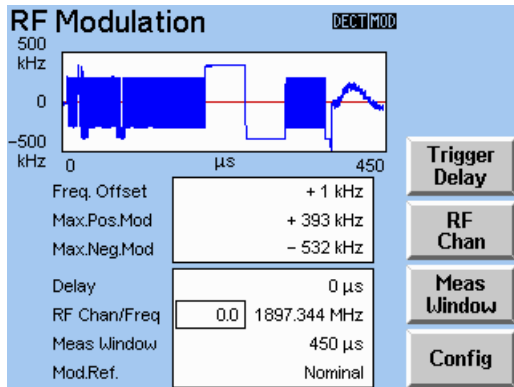 RF Modulation DECT MOD
500
kHz
0
-500
kHz
0 µs 450
Freq. Offset + 1 kHz
Max.Pos.Mod + 393 kHz
Max.Neg.Mod - 532 kHz
Delay 0 µs
RF Chan/Freq 0.0 1897.344 MHz
Meas Window 450 µs
Mod.Ref. Nominal
Trigger
Delay
RF
Chan
Meas
Window
Config